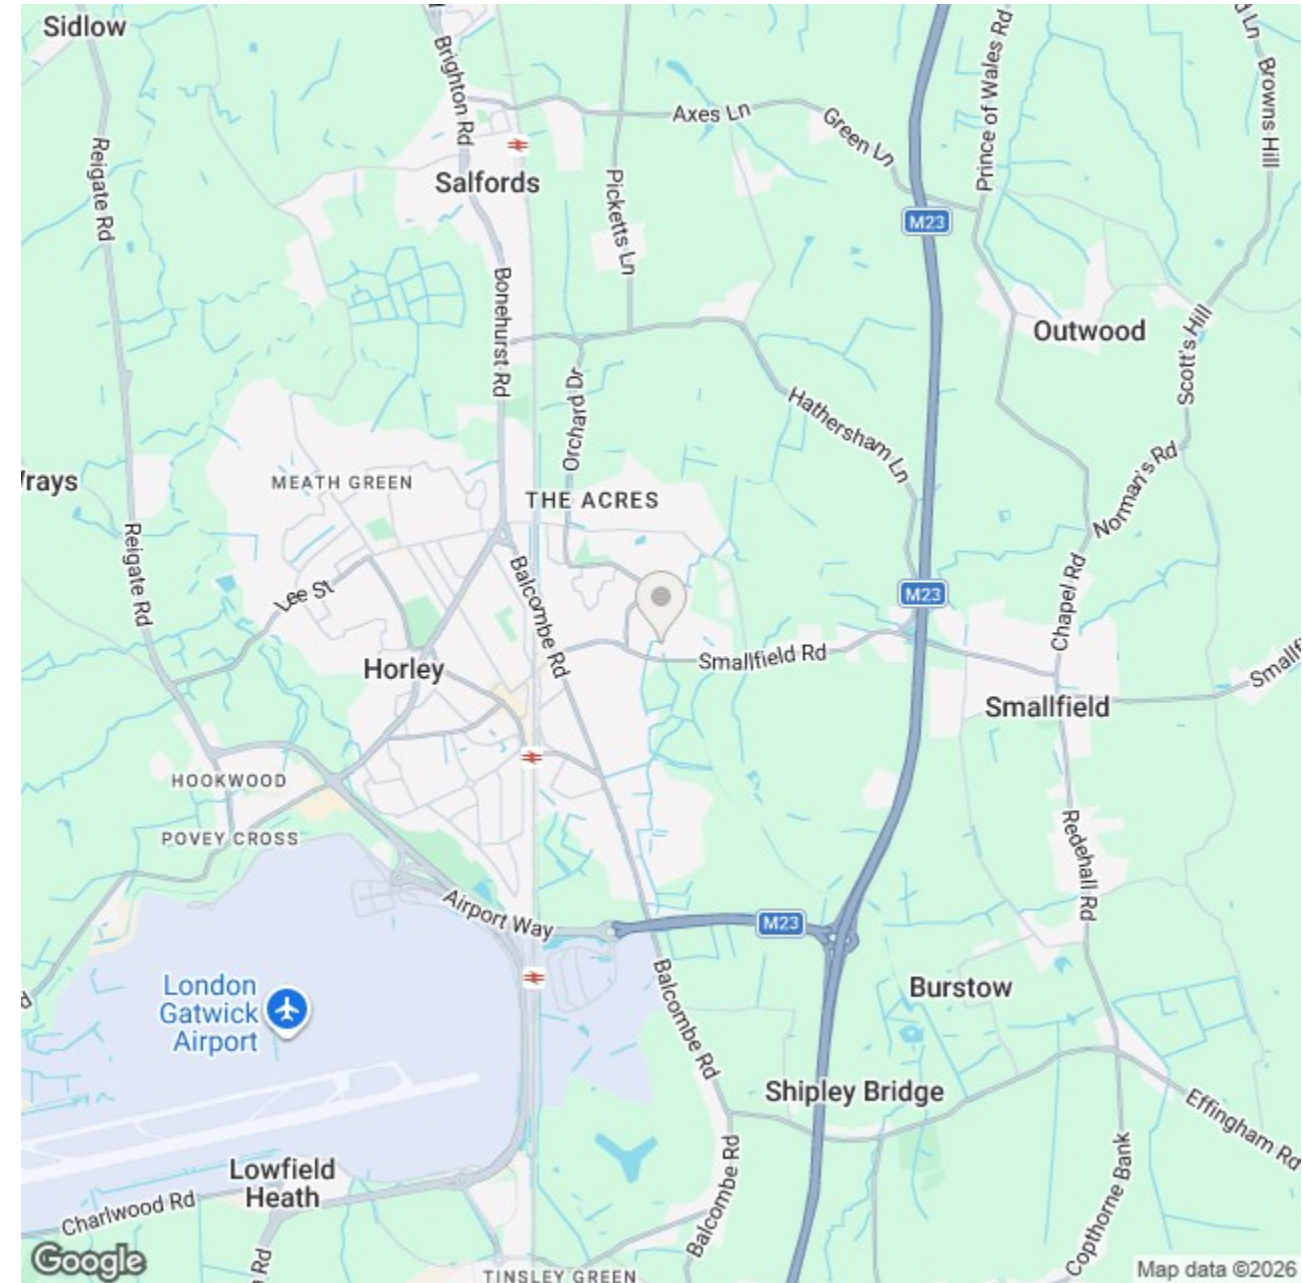 Sidlow
Brighton Rd
Prince of Wales Rd
Browns Hill
Axes Ln
Green Ln
Reigate Rd
Salfords
Picketts Ln
M23
Bonehurst Rd
Outwood
Scott's Hill
Orchard Dr
Hathersham Ln
MEATH GREEN
THE ACRES
Norman's Rd
Reigate Rd
Balcombe Rd
Lee St
M23
Chapel Rd
Smallfield Rd
Horley
Smallfield
HOOKWOOD
POVEY CROSS
Redehall Rd
Airport Way
M23
London
Gatwick
Airport
Balcombe Rd
Burstow
Shipley Bridge
Effingham Rd
Lowfield
Heath
Charlwood Rd
Balcombe Rd
Copthorne Bank
Google
TINSLEY GREEN
Map data ©2026